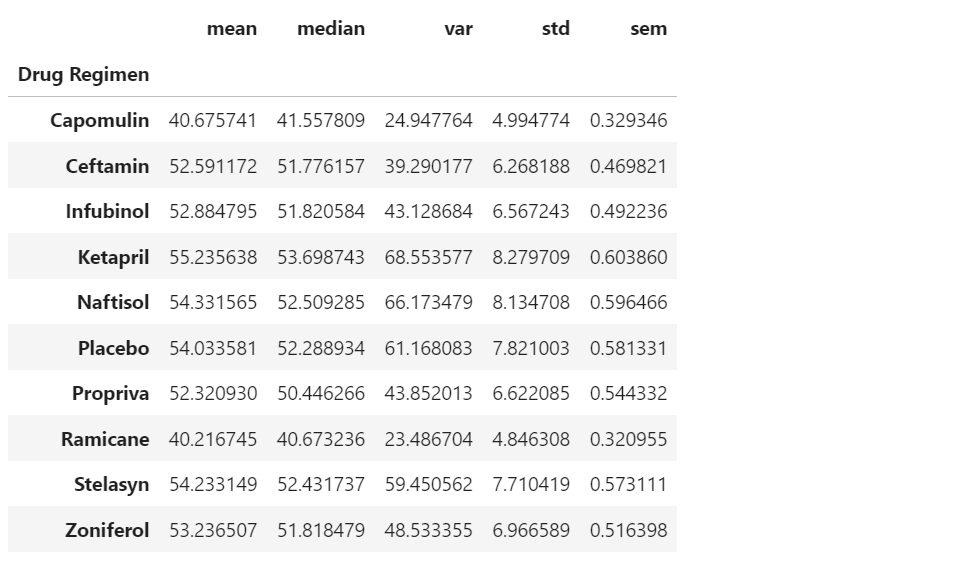 mean median var std sem
Drug Regimen
Capomulin 40.675741 41.557809 24.947764 4.994774 0.329346
Ceftamin 52.591172 51.776157 39.290177 6.268188 0.469821
Infubinol 52.884795 51.820584 43.128684 6.567243 0.492236
Ketapril 55.235638 53.698743 68.553577 8.279709 0.603860
Naftisol 54.331565 52.509285 66.173479 8.134708 0.596466
Placebo 54.033581 52.288934 61.168083 7.821003 0.581331
Propriva 52.320930 50.446266 43.852013 6.622085 0.544332
Ramicane 40.216745 40.673236 23.486704 4.846308 0.320955
Stelasyn 54.233149 52.431737 59.450562 7.710419 0.573111
Zoniferol 53.236507 51.818479 48.533355 6.966589 0.516398